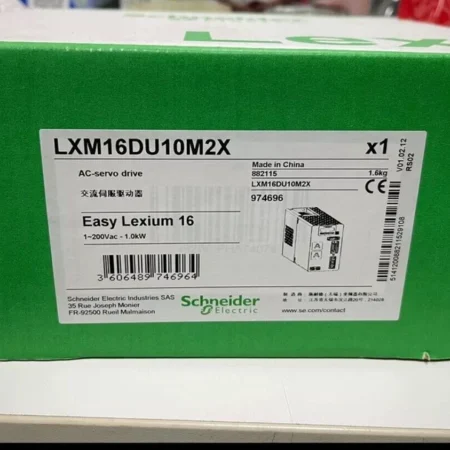 Lex
LXM16DU10M2X x1
AC-servo drive
交流伺服驱动器
Easy Lexium 16
1~200Vac - 1.0kW
Made in China
882115 1.6kg
LXM16DU10M2X
974696
CE
V01.02.12
RS02
3 606489 746964
Schneider Electric Industries SAS
35 Rue Joseph Monier
FR-92500 Rueil Malmaison
Schneider
Electric
www.se.com/contact